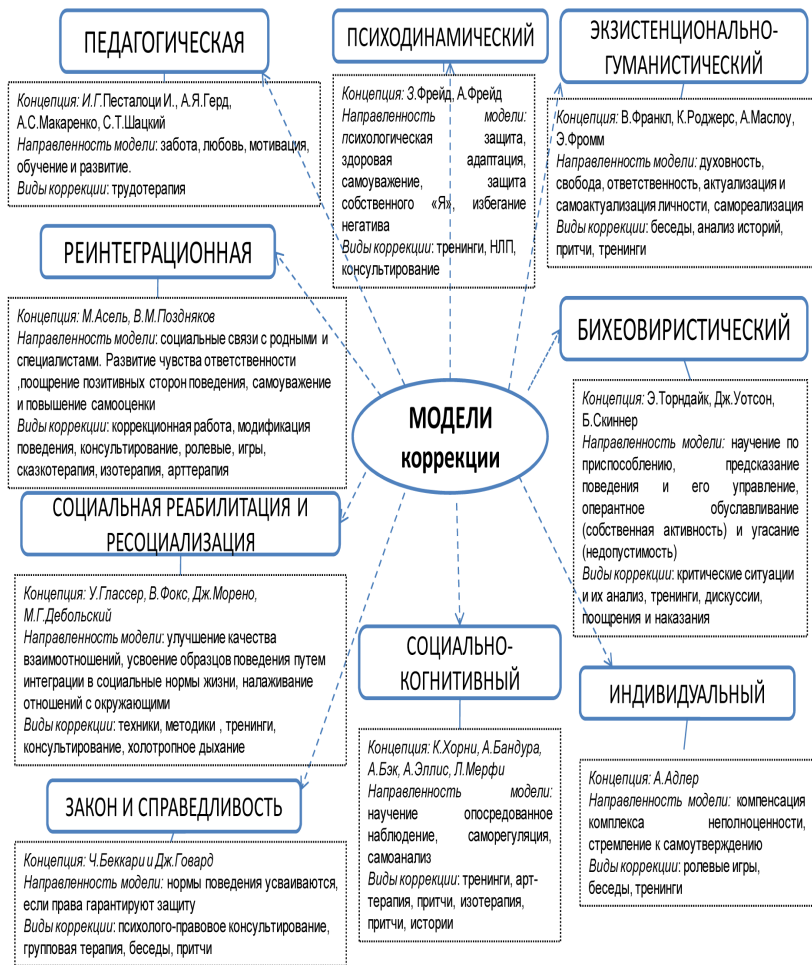 ПЕДАГОГИЧЕСКАЯ
Концепция: И.Г.Песталоци И., А.Я.Герд,
А.С.Макаренко, С.Т.Шацкий
Направленность модели: забота, любовь, мотивация,
обучение и развитие.
Виды коррекции: трудотерапия
ПСИХОДИНАМИЧЕСКИЙ
Концепция: З.Фрейд, А.Фрейд
Направленность модели:
психологическая защита,
здоровая адаптация,
самоуважение, защита
собственного «Я», избегание
негатива
Виды коррекции: тренинги, НЛП,
консультирование
ЭКЗИСТЕНЦИОНАЛЬНО-
ГУМАНИСТИЧЕСКИЙ
Концепция: В.Франкл, К.Роджерс, А.Маслоу,
Э.Фромм
Направленность модели: духовность,
свобода, ответственность, актуализация и
самоактуализация личности, самореализация
Виды коррекции: беседы, анализ историй,
притчи, тренинги
РЕИНТЕГРАЦИОННАЯ
Концепция: М.Асель, В.М.Поздняков
Направленность модели: социальные связи с родными и
специалистами. Развитие чувства ответственности
,поощрение позитивных сторон поведения, самоуважение
и повышение самооценки
Виды коррекции: коррекционная работа, модификация
поведения, консультирование, ролевые, игры,
сказкотерапия, изотерапия, арттерапия
МОДЕЛИ
коррекции
БИХЕОВИРИСТИЧЕСКИЙ
Концепция: Э.Торндайк, Дж.Уотсон,
Б.Скиннер
Направленность модели: научение по
приспособлению, предсказание
поведения и его управление,
оперантное обуславливание
(собственная активность) и угасание
(недопустимость)
Виды коррекции: критические ситуации
и их анализ, тренинги, дискуссии,
поощрения и наказания
СОЦИАЛЬНАЯ РЕАБИЛИТАЦИЯ И
РЕСОЦИАЛИЗАЦИЯ
Концепция: У.Глассер, В.Фокс, Дж.Морено,
М.Г.Дебольский
Направленность модели: улучшение качества
взаимоотношений, усвоение образцов поведения путем
интеграции в социальные нормы жизни, налаживание
отношений с окружающими
Виды коррекции: техники, методики , тренинги,
консультирование, холотропное дыхание
СОЦИАЛЬНО-
КОГНИТИВНЫЙ
Концепция: К.Хорни, А.Бандура,
А.Бэк, А.Эллис, Л.Мерфи
Направленность модели:
научение опосредованное
наблюдение, саморегуляция,
самоанализ
Виды коррекции: тренинги, арт-
терапия, притчи, изотерапия,
притчи, истории
ИНДИВИДУАЛЬНЫЙ
Концепция: А.Адлер
Направленность модели: компенсация
комплекса неполноценности,
стремление к самоутверждению
Виды коррекции: ролевые игры,
беседы, тренинги
ЗАКОН И СПРАВЕДЛИВОСТЬ
Концепция: Ч.Беккари и Дж.Говард
Направленность модели: нормы поведения усваиваются,
если права гарантируют защиту
Виды коррекции: психолого-правовое консультирование,
групповая терапия, беседы, притчи